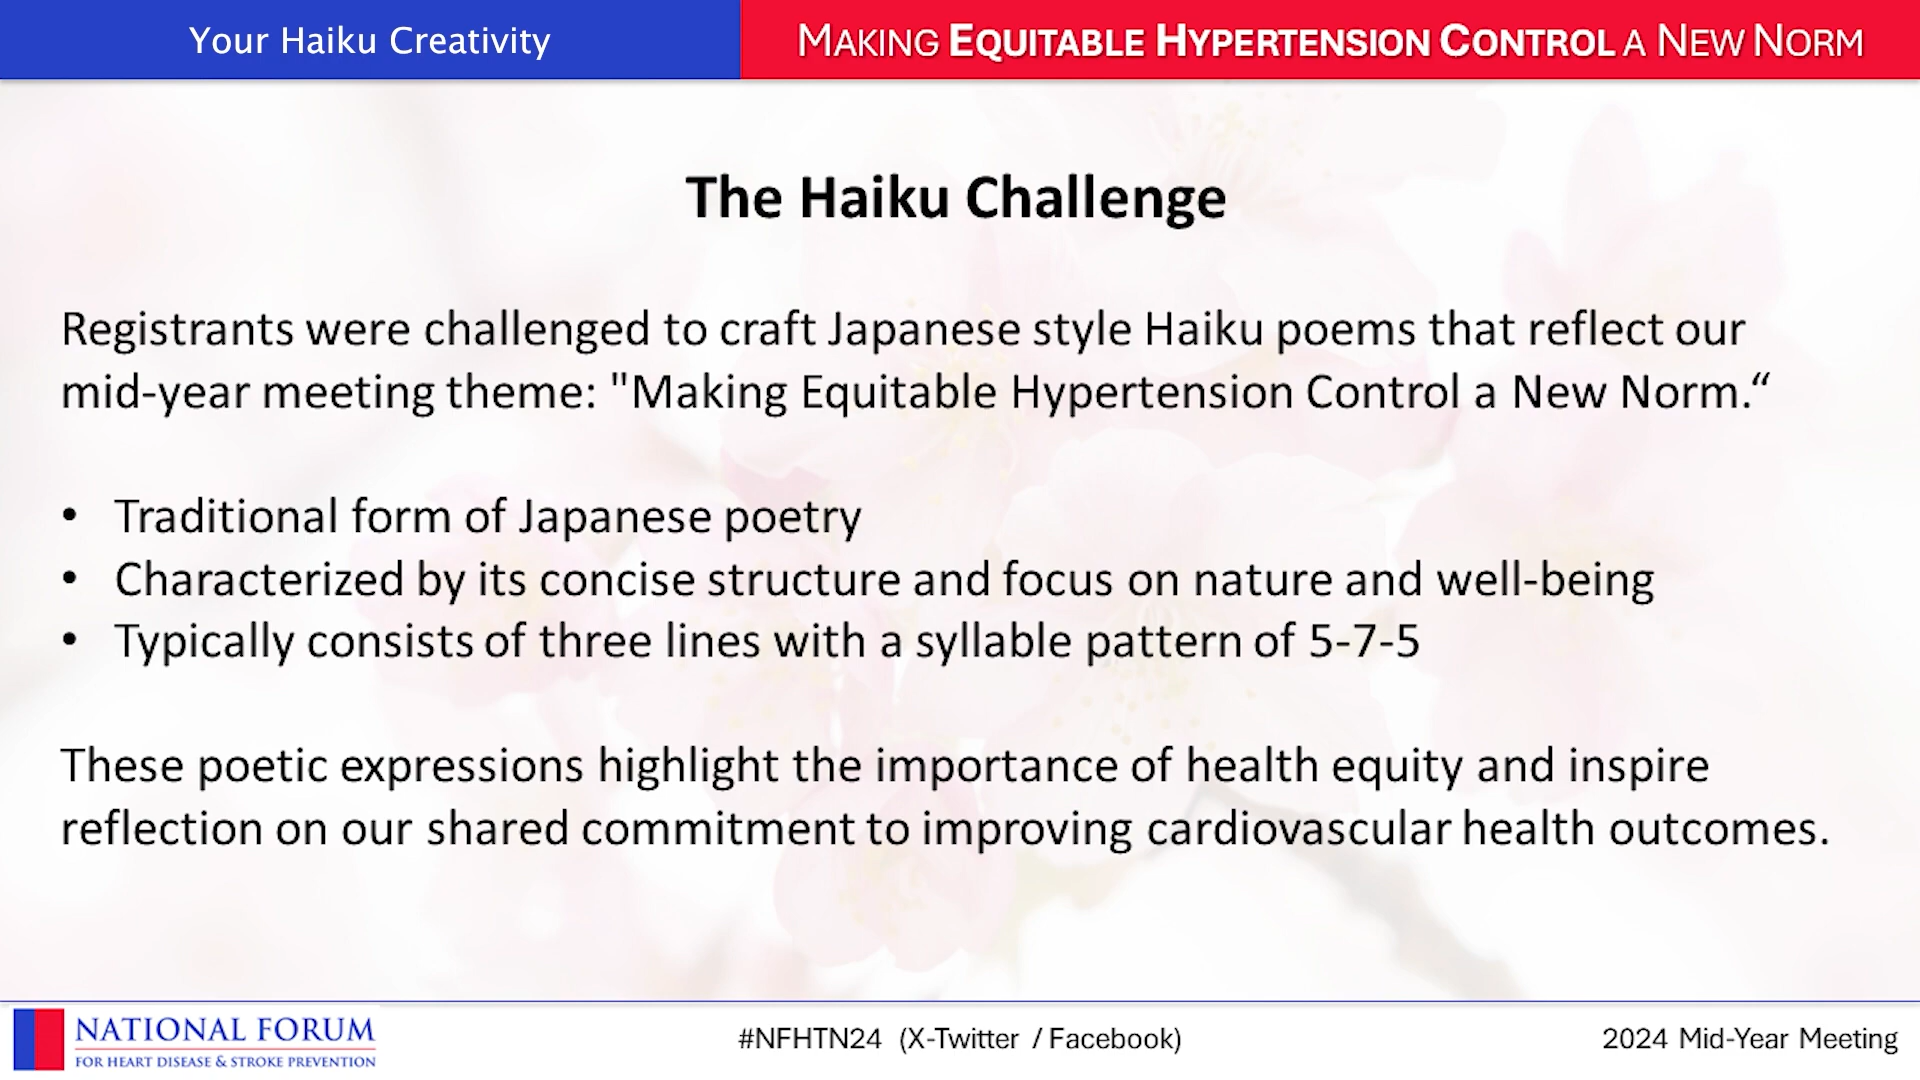 Your Haiku Creativity
MAKING EQUITABLE HYPERTENSION CONTROL A NEW NORM
The Haiku Challenge
Registrants were challenged to craft Japanese style Haiku poems that reflect our
mid-year meeting theme: "Making Equitable Hypertension Control a New Norm.“
• Traditional form of Japanese poetry
• Characterized by its concise structure and focus on nature and well-being
• Typically consists of three lines with a syllable pattern of 5-7-5
These poetic expressions highlight the importance of health equity and inspire
reflection on our shared commitment to improving cardiovascular health outcomes.
NATIONAL FORUM
FOR HEART DISEASE & STROKE PREVENTION
#NFHTN24 (X-Twitter / Facebook)
2024 Mid-Year Meeting